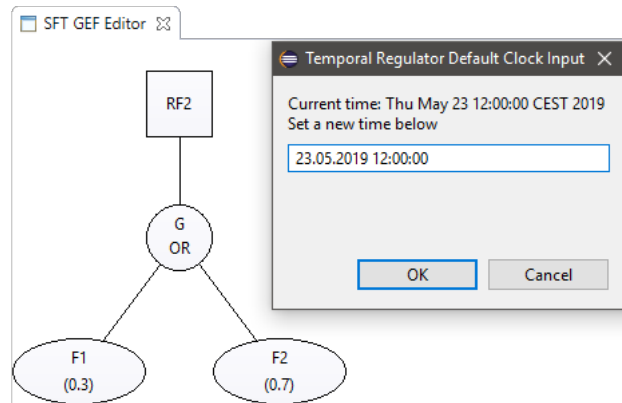 SFT GEF Editor
Temporal Regulator Default Clock Input
Current time: Thu May 23 12:00:00 CEST 2019
Set a new time below
23.05.2019 12:00:00
OK
Cancel
RF2
G
OR
F1
(0.3)
F2
(0.7)